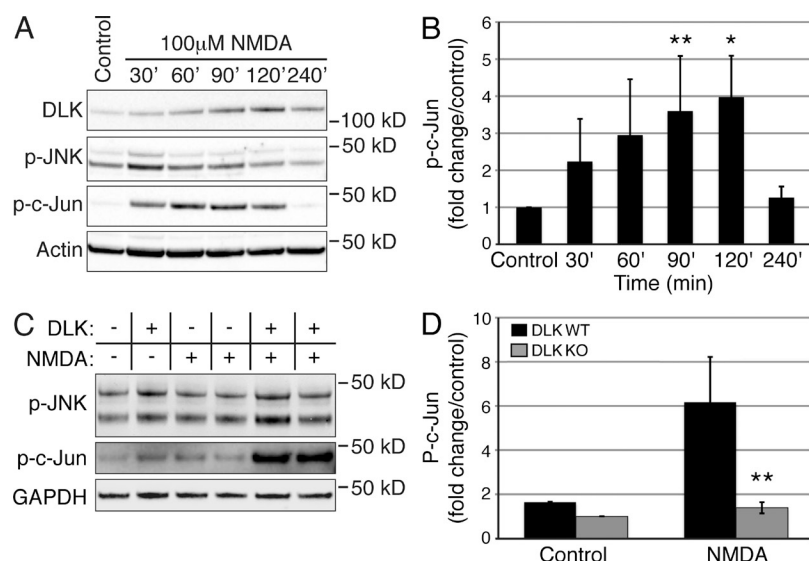 A
Control
100μM NMDA
30' 60' 90' 120' 240'
DLK
100 kD
p-JNK
50 kD
p-c-Jun
50 kD
Actin
50 kD
B
p-c-Jun
(fold change/control)
6
5
4
3
2
1
0
** *
Control 30' 60' 90' 120' 240'
Time (min)
C
DLK: - + - - + +
NMDA: - - + + + +
p-JNK
50 kD
p-c-Jun
50 kD
GAPDH
50 kD
D
P-c-Jun
(fold change/control)
10
8
6
4
2
0
DLK WT
DLK KO
**
Control NMDA